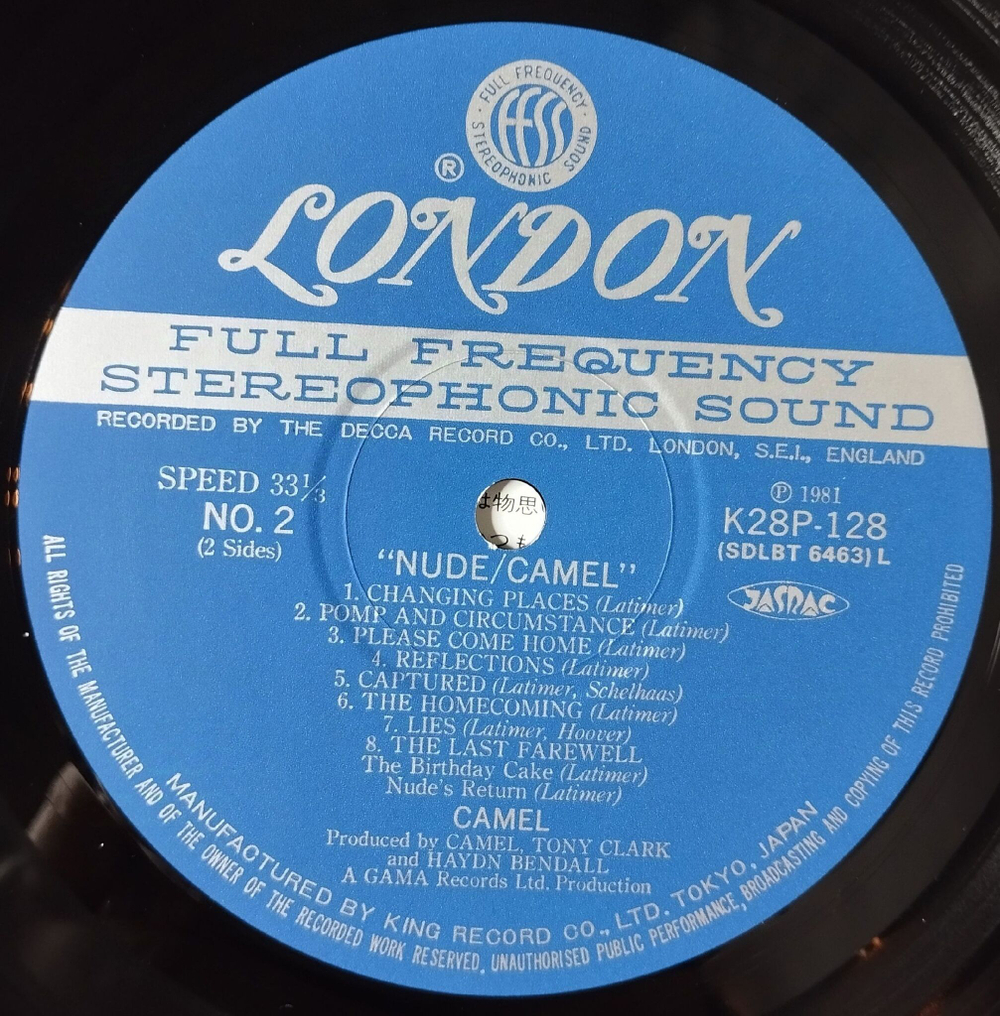 FULL FREQUENCY
STEREOPHONIC SOUND
ffSS
®
LONDON
FULL FREQUENCY
STEREOPHONIC SOUND
RECORDED BY THE DECCA RECORD CO., LTD. LONDON, S.E.I., ENGLAND
SPEED 33⅓
NO. 2
(2 Sides)
Ⓟ 1981
K28P-128
(SDLBT 6463) L
JASRAC
は物思い
“NUDE/CAMEL”
1. CHANGING PLACES (Latimer)
2. POMP AND CIRCUMSTANCE (Latimer)
3. PLEASE COME HOME (Latimer)
4. REFLECTIONS (Latimer)
5. CAPTURED (Latimer, Schelhaas)
6. THE HOMECOMING (Latimer)
7. LIES (Latimer, Hoover)
8. THE LAST FAREWELL
The Birthday Cake (Latimer)
Nude's Return (Latimer)
CAMEL
Produced by CAMEL, TONY CLARK
and HAYDN BENDALL
A GAMA Records Ltd. Production
MANUFACTURED BY KING RECORD CO., LTD. TOKYO, JAPAN
ALL RIGHTS OF THE MANUFACTURER AND OF THE OWNER OF THE RECORDED WORK RESERVED. UNAUTHORISED PUBLIC PERFORMANCE, BROADCASTING AND COPYING OF THIS RECORD PROHIBITED